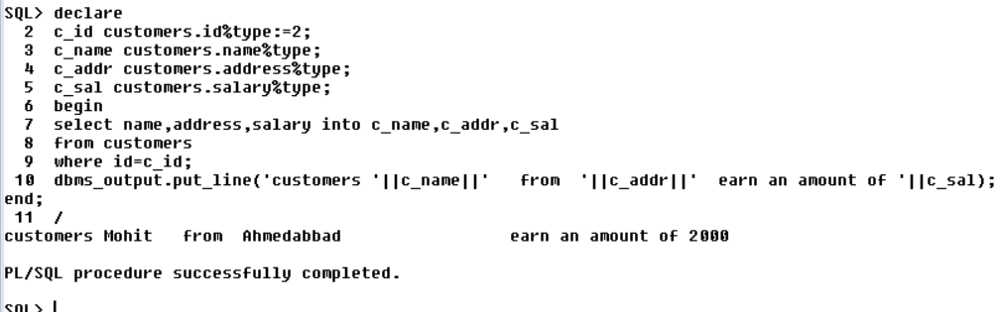 SQL> declare
  2  c_id customers.id%type:=2;
  3  c_name customers.name%type;
  4  c_addr customers.address%type;
  5  c_sal customers.salary%type;
  6  begin
  7  select name,address,salary into c_name,c_addr,c_sal
  8  from customers
  9  where id=c_id;
 10  dbms_output.put_line('customers '||c_name||'   from  '||c_addr||'  earn an amount of '||c_sal);
end;
 11  /
customers Mohit   from  Ahmedabbad                 earn an amount of 2000
PL/SQL procedure successfully completed.
SQL>